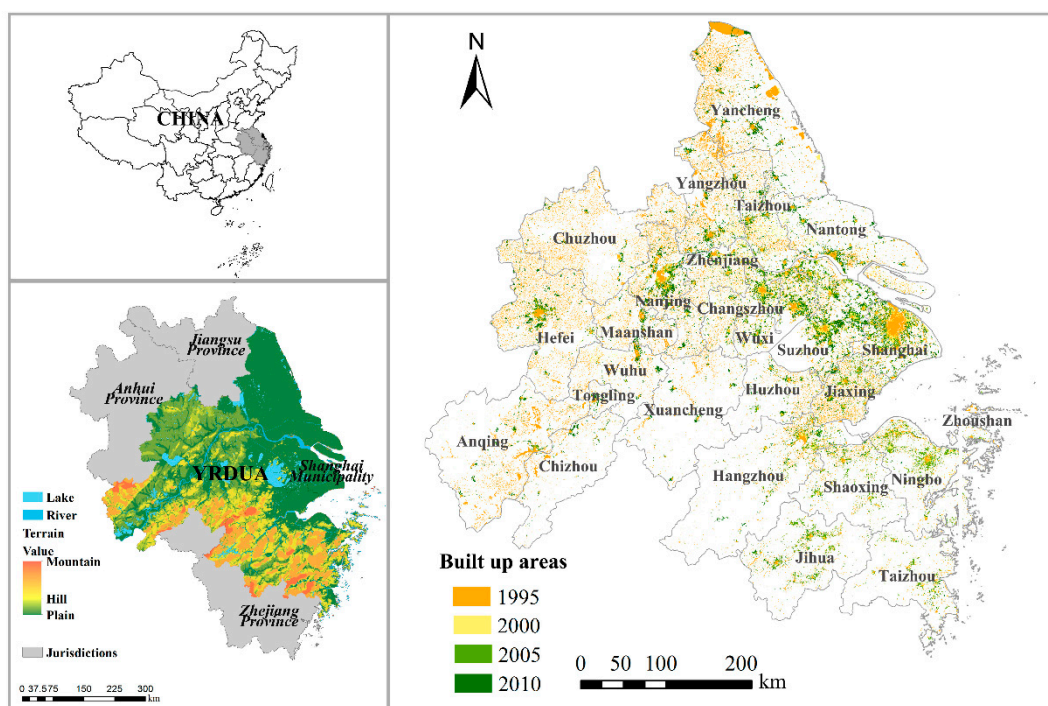 CHINA
Jiangsu
Province
Anhui
Province
Shanghai
Municipality
YRDUA
Zhejiang
Province
Lake
River
Terrain
Value
Mountain
Hill
Plain
Jurisdictions
0 37.575 150 225 300
km
N
Yancheng
Yangzhou
Taizhou
Nantong
Chuzhou
Zhenjiang
Nanjing
Changszhou
Hefei
Maanshan
Wuxi
Suzhou
Shanghai
Wuhu
Huzhou
Jiaxing
Tongling
Xuancheng
Zhoushan
Anqing
Chizhou
Hangzhou
Shaoxing
Ningbo
Jihua
Taizhou
Built up areas
1995
2000
2005
2010
0 50 100 200
km